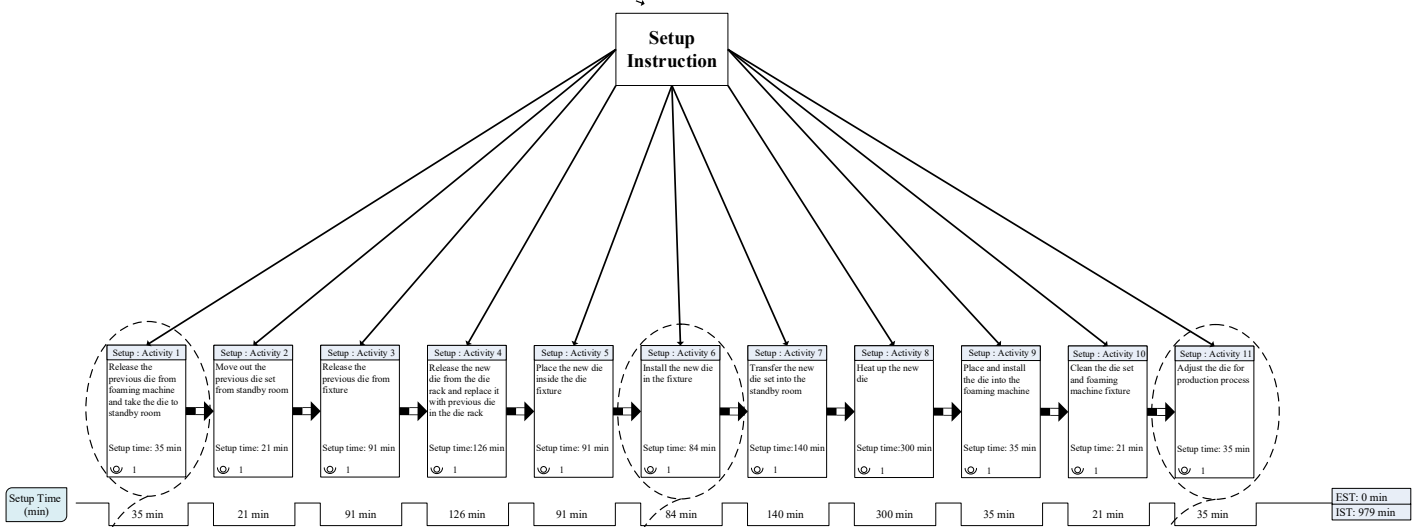 Setup
Instruction
Setup : Activity 1
Release the
previous die from
foaming machine
and take the die to
standby room
Setup time: 35 min
1
Setup : Activity 2
Move out the
previous die set
from standby room
Setup time: 21 min
1
Setup : Activity 3
Release the
previous die from
fixture
Setup time: 91 min
1
Setup : Activity 4
Release the new
die from the die
rack and replace it
with previous die
in the die rack
Setup time:126 min
1
Setup : Activity 5
Place the new die
inside the die
fixture
Setup time: 91 min
1
Setup : Activity 6
Install the new die
in the fixture
Setup time: 84 min
1
Setup : Activity 7
Transfer the new
die set into the
standby room
Setup time:140 min
1
Setup : Activity 8
Heat up the new
die
Setup time:300 min
1
Setup : Activity 9
Place and install
the die into the
foaming machine
Setup time: 35 min
1
Setup : Activity 10
Clean the die set
and foaming
machine fixture
Setup time: 21 min
1
Setup : Activity 11
Adjust the die for
production process
Setup time: 35 min
1
Setup Time
(min)
35 min
21 min
91 min
126 min
91 min
84 min
140 min
300 min
35 min
21 min
35 min
EST: 0 min
IST: 979 min